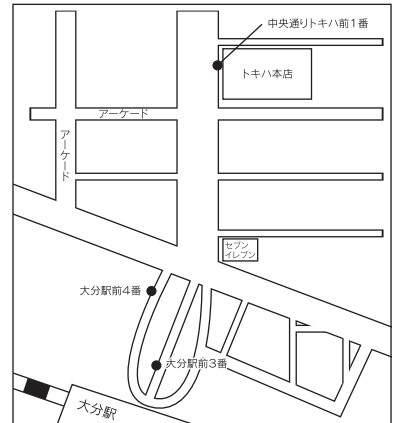 中央通りトキハ前1番
トキハ本店
アーケード
アーケード
セブン
イレブン
大分駅前4番
大分駅前3番
大分駅